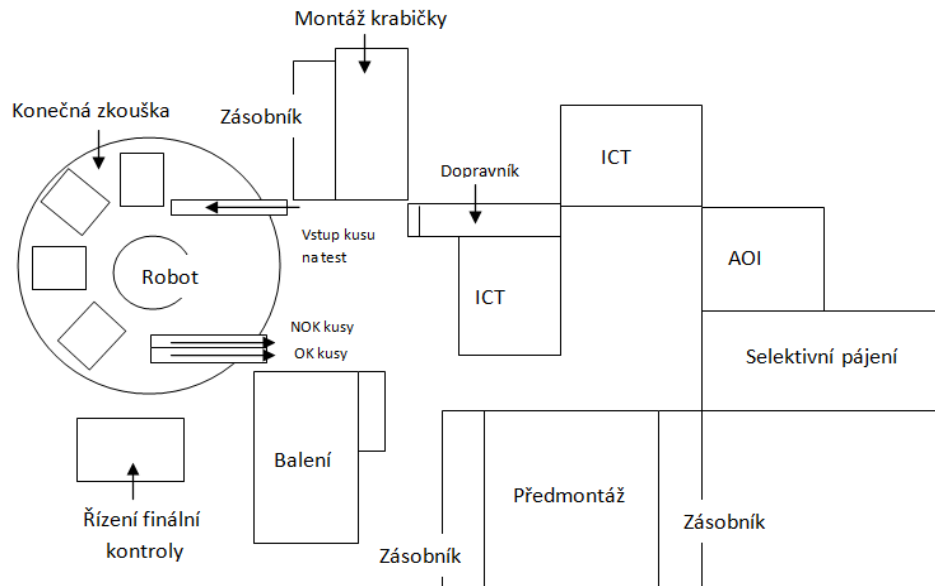 Montáž krabičky
Konečná zkouška
Zásobník
ICT
Dopravník
Vstup kusu
na test
AOI
Robot
ICT
NOK kusy
OK kusy
Selektivní pájení
Balení
Předmontáž
Řízení finální
kontroly
Zásobník
Zásobník